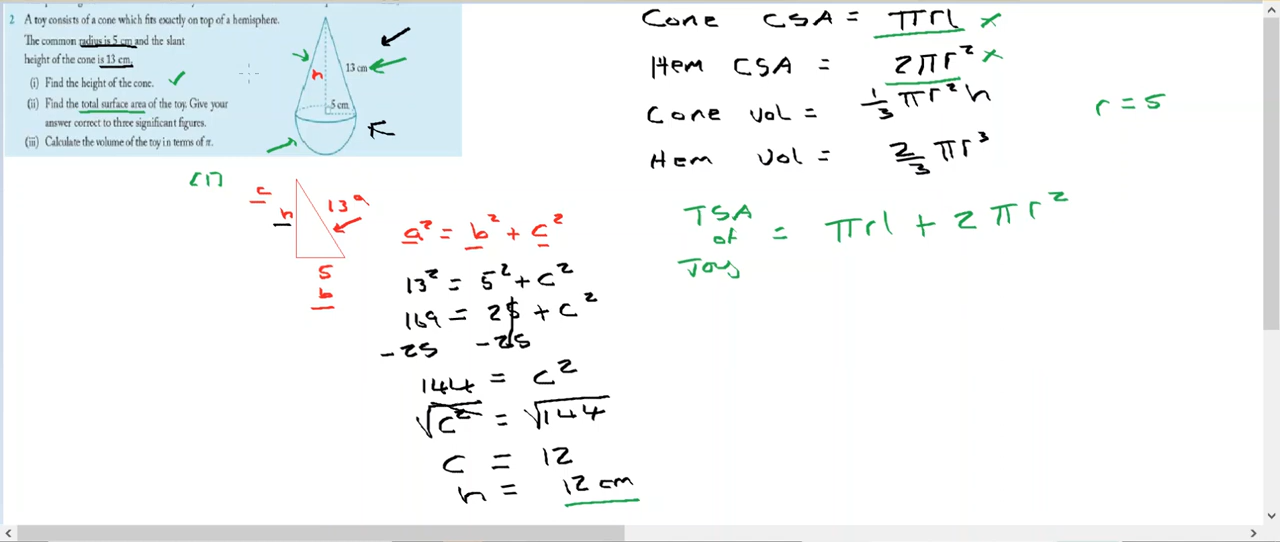 2 A toy consists of a cone which fits exactly on top of a hemisphere.
The common radius is 5 cm and the slant
height of the cone is 13 cm.
(i) Find the height of the cone.
(ii) Find the total surface area of the toy. Give your
answer correct to three significant figures.
(iii) Calculate the volume of the toy in terms of π.
h
13 cm
5 cm
Cone CSA = πrl ×
Hem CSA = 2πr² ×
Cone vol = 1/3 πr²h
Hem vol = 2/3 πr³
r = 5
(i)
c
h
13 a
5
b
a² = b² + c²
13² = 5² + c²
169 = 25 + c²
-25 -25
144 = c²
√c² = √144
c = 12
h = 12 cm
TSA
of = πrl + 2πr²
Toy